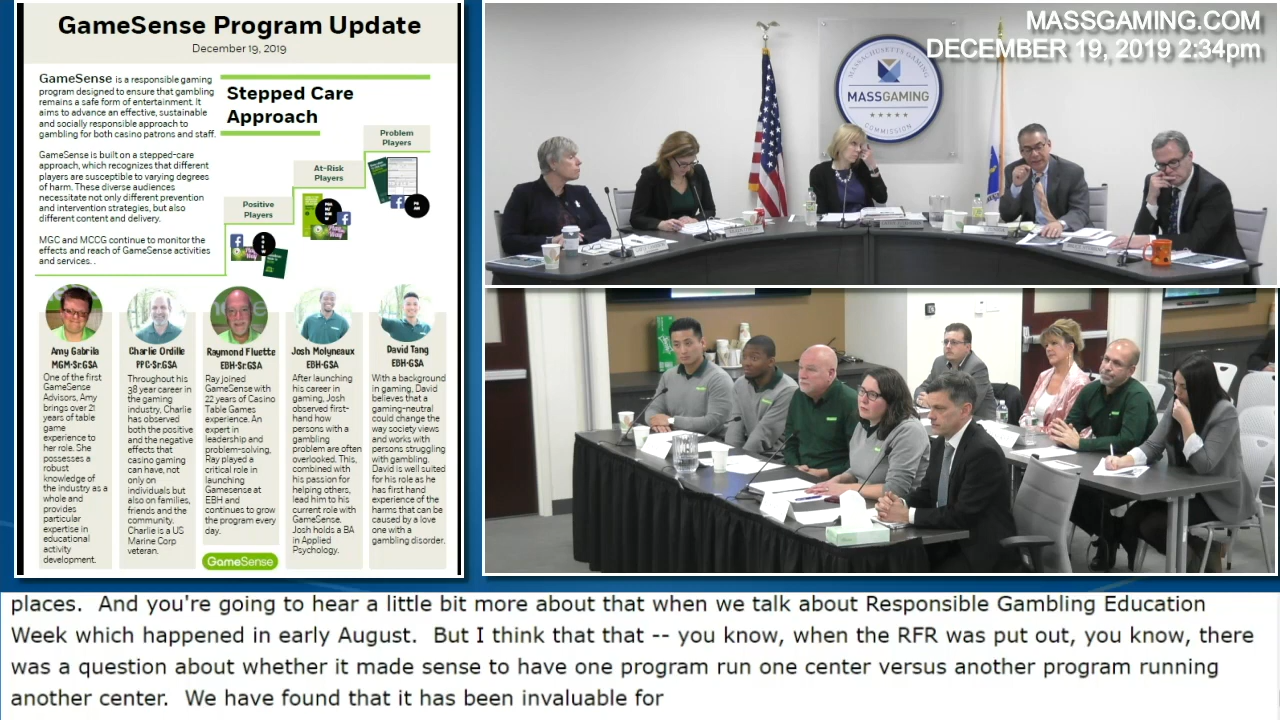 GameSense Program Update
December 19, 2019
GameSense is a responsible gaming
program designed to ensure that gambling
remains a safe form of entertainment. It
aims to advance an effective, sustainable
and socially responsible approach to
gambling for both casino patrons and staff.
GameSense is built on a stepped-care
approach, which recognizes that different
players are susceptible to varying degrees
of harm. These diverse audiences
necessitate not only different prevention
and intervention strategies, but also
different content and delivery.
MGC and MCCG continue to monitor the
effects and reach of GameSense activities
and services. .
Stepped Care
Approach
Problem
Players
At-Risk
Players
Positive
Players
Amy Gabrila
MGM-Sr.GSA
One of the first
GameSense
Advisors, Amy
brings over 21
years of table
game
experience to
her role. She
possesses a
robust
knowledge of
the industry as a
whole and
provides
particular
expertise in
educational
activity
development.
Charlie Ordille
PPC-Sr.GSA
Throughout his
38 year career in
the gaming
industry, Charlie
has observed
both the positive
and the negative
effects that
casino gaming
can have, not
only on
individuals but
also on families,
friends and the
community.
Charlie is a US
Marine Corp
veteran.
Raymond Fluette
EBH-Sr.GSA
Ray joined
GameSense with
22 years of Casino
Table Games
experience. An
expert in
leadership and
problem-solving,
Ray played a
critical role in
launching
Gamesense at
EBH and
continues to grow
the program every
day.
GameSense
Josh Molyneaux
EBH-GSA
After launching
his career in
gaming, Josh
observed first-
hand how
persons with a
gambling
problem are often
overlooked. This,
combined with
his passion for
helping others,
lead him to his
current role with
GameSense.
Josh holds a BA
in Applied
Psychology.
David Tang
EBH-GSA
With a background
in gaming, David
believes that a
gaming-neutral
could change the
way society views
and works with
persons struggling
with gambling.
David is well suited
for his role as he
has first hand
experience of the
harms that can be
caused by a love
one with a
gambling disorder.
MASSGAMING.COM
DECEMBER 19, 2019 2:34pm
MASSACHUSETTS GAMING
MASSGAMING
COMMISSION
places. And you're going to hear a little bit more about that when we talk about Responsible Gambling Education
Week which happened in early August. But I think that that -- you know, when the RFR was put out, you know, there
was a question about whether it made sense to have one program run one center versus another program running
another center. We have found that it has been invaluable for